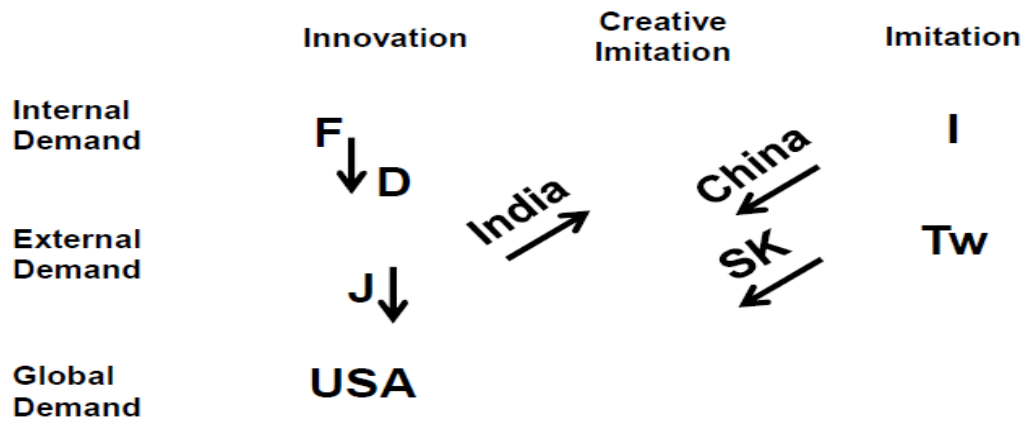 Innovation
Creative
Imitation
Imitation
Internal
Demand
F
D
I
China
India
External
Demand
Tw
SK
J
Global
Demand
USA